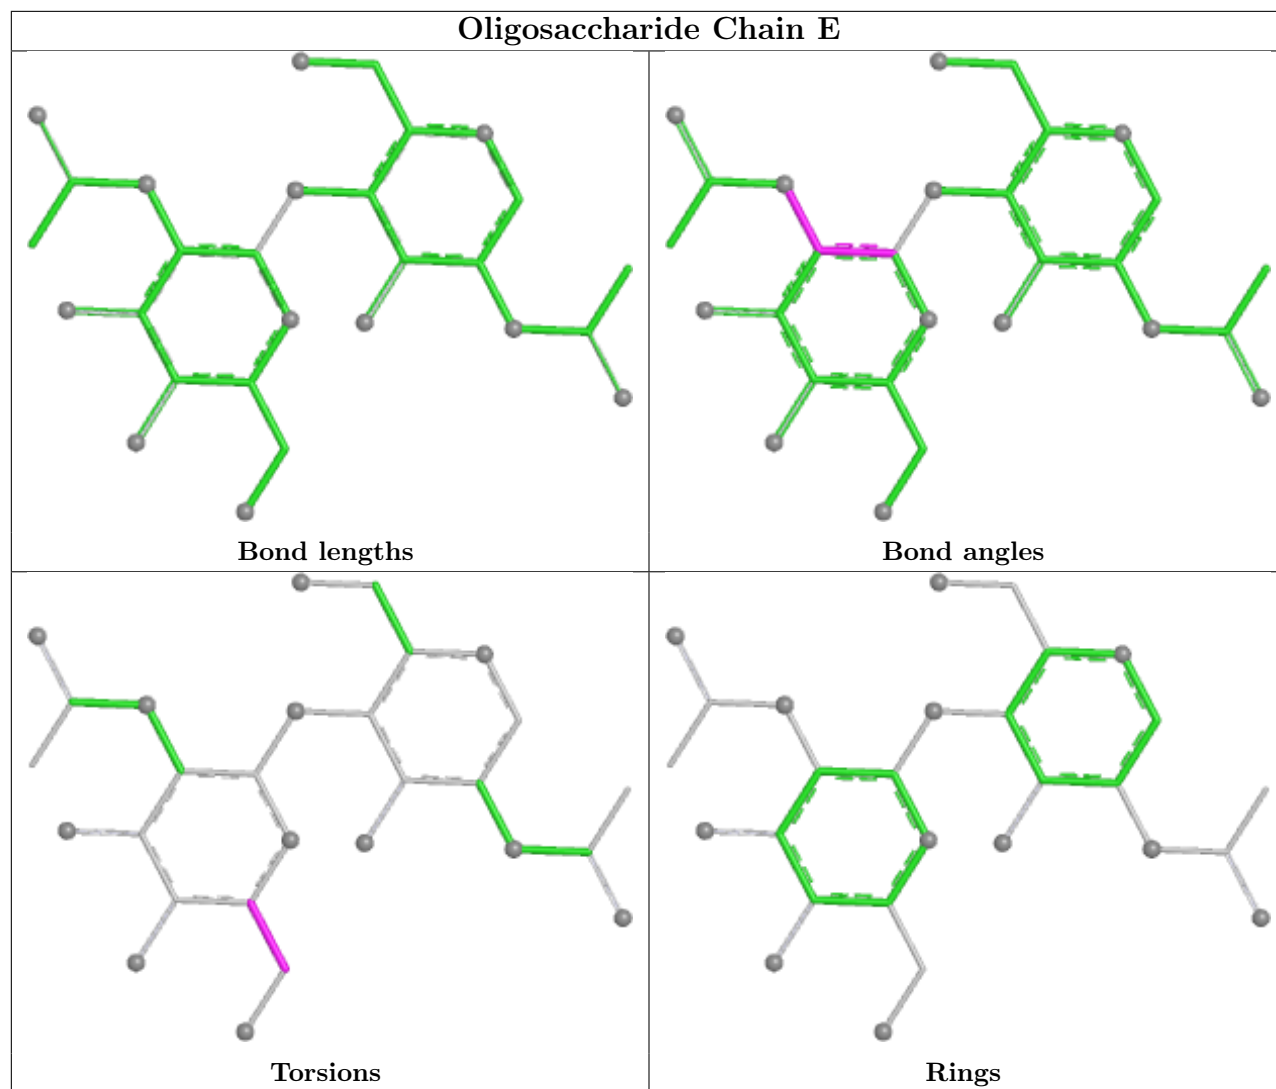 Oligosaccharide Chain E
Bond lengths
Bond angles
Torsions
Rings